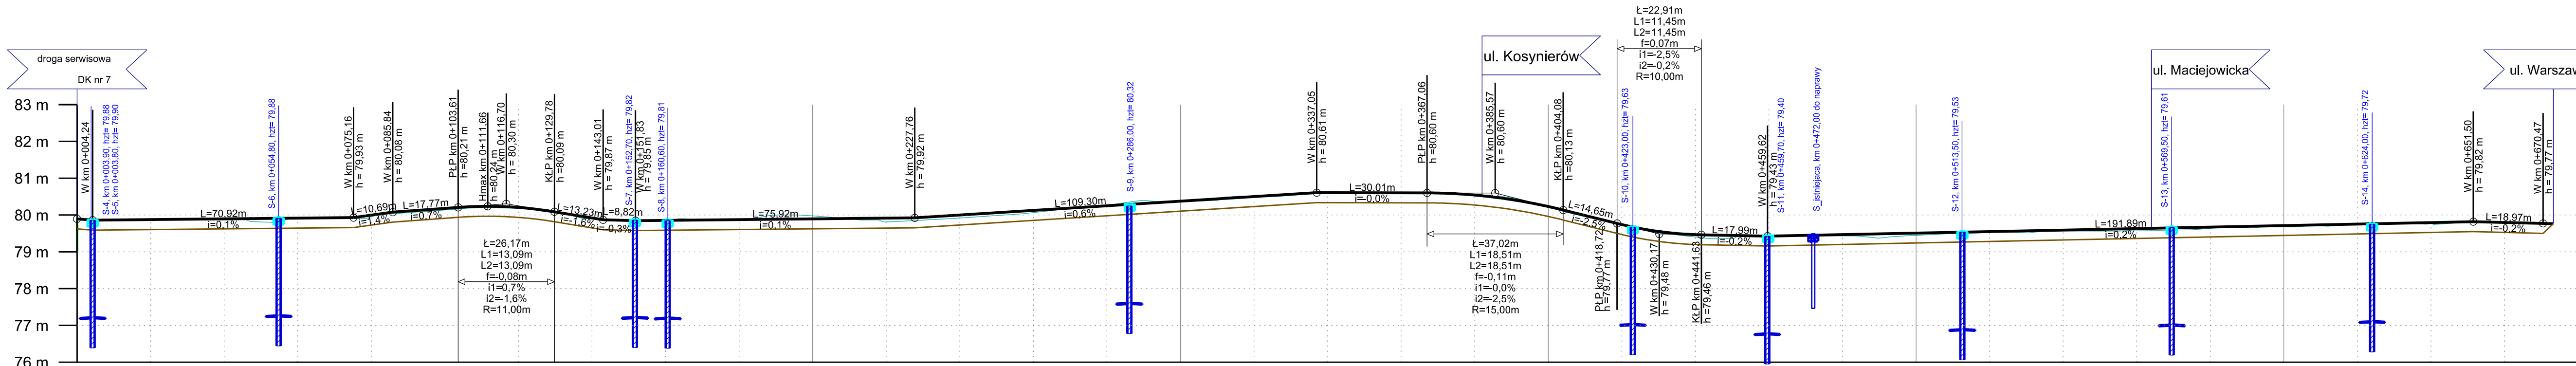 droga serwisowa
DK nr 7
83 m
82 m
81 m
80 m
79 m
78 m
77 m
76 m
W km 0+004,24
S-4, km 0+003,90, hzt= 79,88
S-5, km 0+003,80, hzt= 79,90
L=70,92m
i=0,1%
S-6, km 0+054,80, hzt= 79,88
W km 0+075,16
h = 79,93 m
W km 0+085,84
h = 80,08 m
L=10,69m
i=1,4%
L=17,77m
i=0,7%
PŁP km 0+103,61
h =80,21 m
Hmax km 0+111,66
h =80,24 m
W km 0+116,70
h = 80,30 m
KŁP km 0+129,78
h =80,09 m
Ł=26,17m
L1=13,09m
L2=13,09m
f=-0,08m
i1=0,7%
i2=-1,6%
R=11,00m
L=13,23m
i=-1,6%
W km 0+143,01
h = 79,87 m
L=8,82m
i=-0,3%
S-7, km 0+152,70, hzt= 79,82
W km 0+151,83
h = 79,85 m
S-8, km 0+160,60, hzt= 79,81
L=75,92m
i=0,1%
W km 0+227,76
h = 79,92 m
L=109,30m
i=0,6%
S-9, km 0+286,00, hzt= 80,32
W km 0+337,05
h = 80,61 m
L=30,01m
i=-0,0%
PŁP km 0+367,06
h =80,60 m
ul. Kosynierów
W km 0+385,57
h = 80,60 m
KŁP km 0+404,08
h =80,13 m
Ł=37,02m
L1=18,51m
L2=18,51m
f=-0,11m
i1=-0,0%
i2=-2,5%
R=15,00m
L=14,65m
i=-2,5%
Ł=22,91m
L1=11,45m
L2=11,45m
f=0,07m
i1=-2,5%
i2=-0,2%
R=10,00m
PŁP km 0+418,72
h =79,77 m
S-10, km 0+423,00, hzt= 79,63
W km 0+430,17
h = 79,48 m
KŁP km 0+441,63
h =79,46 m
L=17,99m
i=-0,2%
W km 0+459,62
h = 79,43 m
S-11, km 0+459,70, hzt= 79,40
S_istniejaca, km 0+472,00 do naprawy
S-12, km 0+513,50, hzt= 79,53
L=191,89m
i=0,2%
ul. Maciejowicka
S-13, km 0+569,50, hzt= 79,61
S-14, km 0+624,00, hzt= 79,72
W km 0+651,50
h = 79,82 m
L=18,97m
i=-0,2%
W km 0+670,47
h = 79,77 m
ul. Warszaw